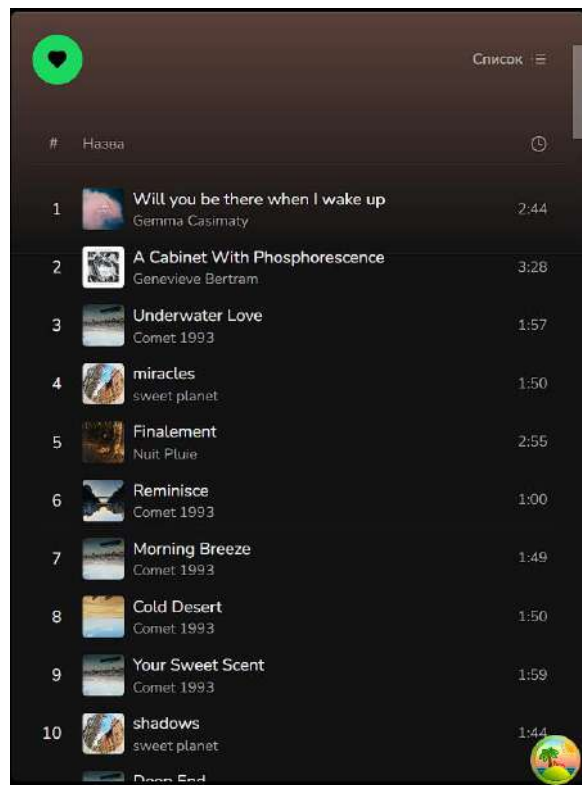 Список
# Назва
1 Will you be there when I wake up 2:44
Gemma Casimaty
2 A Cabinet With Phosphorescence 3:28
Genevieve Bertram
3 Underwater Love 1:57
Comet 1993
4 miracles 1:50
sweet planet
5 Finalement 2:55
Nuit Pluie
6 Reminisce 1:00
Comet 1993
7 Morning Breeze 1:49
Comet 1993
8 Cold Desert 1:50
Comet 1993
9 Your Sweet Scent 1:59
Comet 1993
10 shadows 1:44
sweet planet
Deep End